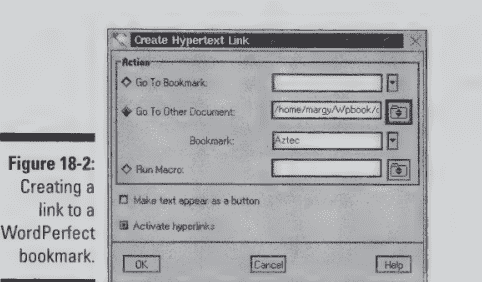 Create Hypertext Link
Action
Go To Bookmark:
Go To Other Document: /home/margy/Wpbook/c
Bookmark: Aztec
Run Macro:
Make text appear as a button
Activate hyperlinks
OK Cancel Help
Figure 18-2:
Creating a
link to a
WordPerfect
bookmark.